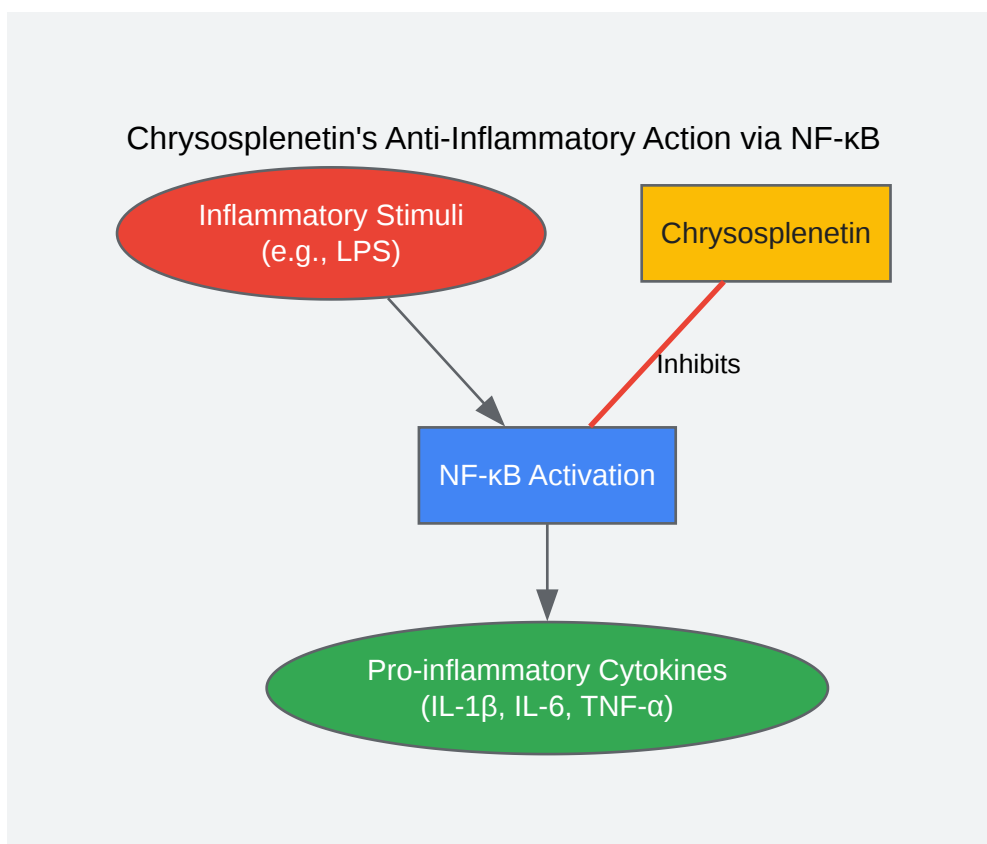 Chrysosplenetin's Anti-Inflammatory Action via NF-κB
Inflammatory Stimuli
(e.g., LPS)
Chrysosplenetin
Inhibits
NF-κB Activation
Pro-inflammatory Cytokines
(IL-1β, IL-6, TNF-α)